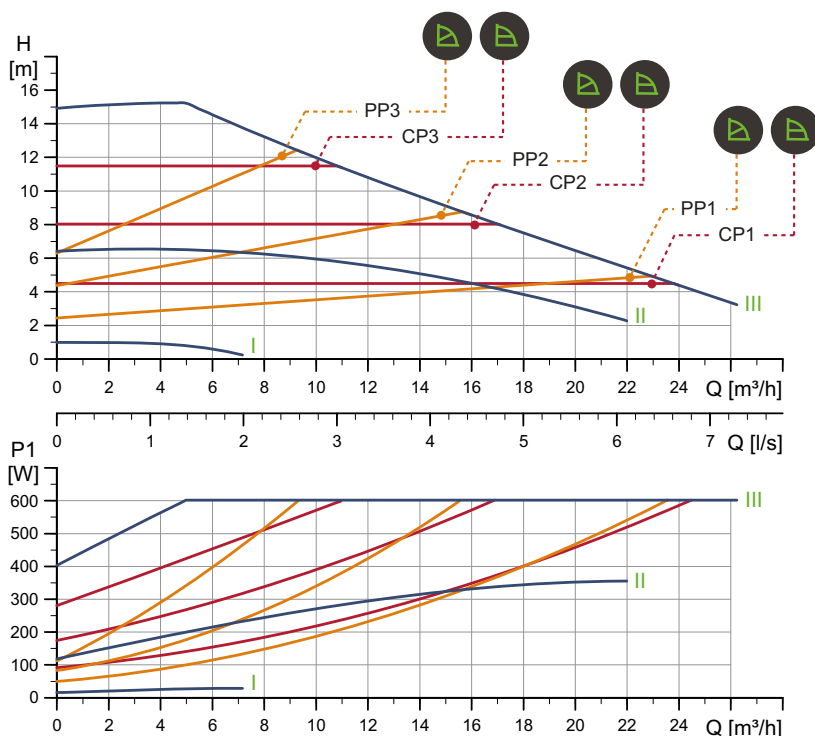 H
[m]
16
14
12
10
8
6
4
2
0
PP3
CP3
PP2
CP2
PP1
CP1
III
II
I
0 2 4 6 8 10 12 14 16 18 20 22 24 Q [m³/h]
0 1 2 3 4 5 6 7 Q [l/s]
P1
[W]
600
500
400
300
200
100
0
III
II
I
0 2 4 6 8 10 12 14 16 18 20 22 24 Q [m³/h]